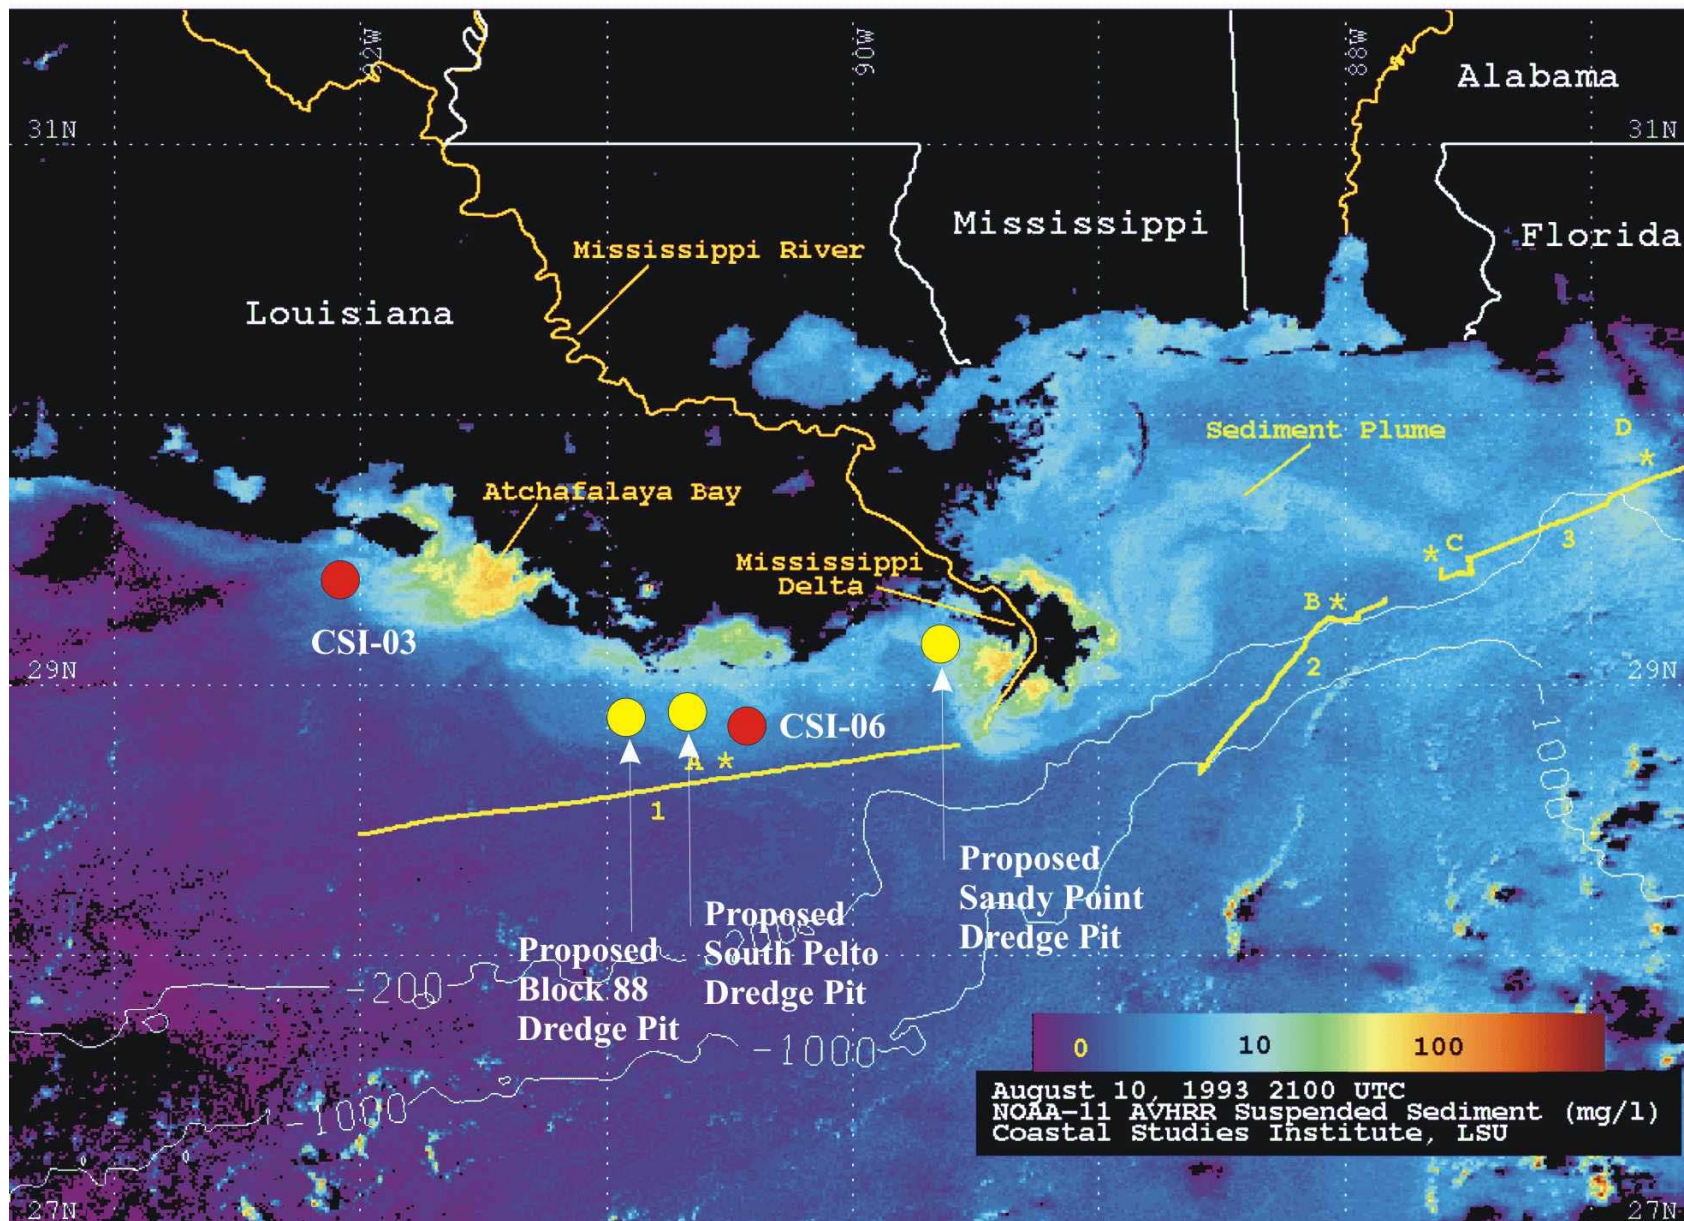 92W
90W
88W
Alabama
31N
31N
Mississippi
Florida
Mississippi River
Louisiana
Sediment Plume
D *
Atchafalaya Bay
* C
3
Mississippi
Delta
B *
CSI-03
29N
2
29N
CSI-06
A *
1
-1000
Proposed
Sandy Point
Dredge Pit
Proposed
South Pelto
Dredge Pit
Proposed
Block 88
Dredge Pit
-200
-1000
-1000
0
10
100
August 10, 1993 2100 UTC
NOAA-11 AVHRR Suspended Sediment (mg/l)
Coastal Studies Institute, LSU
27N
27N